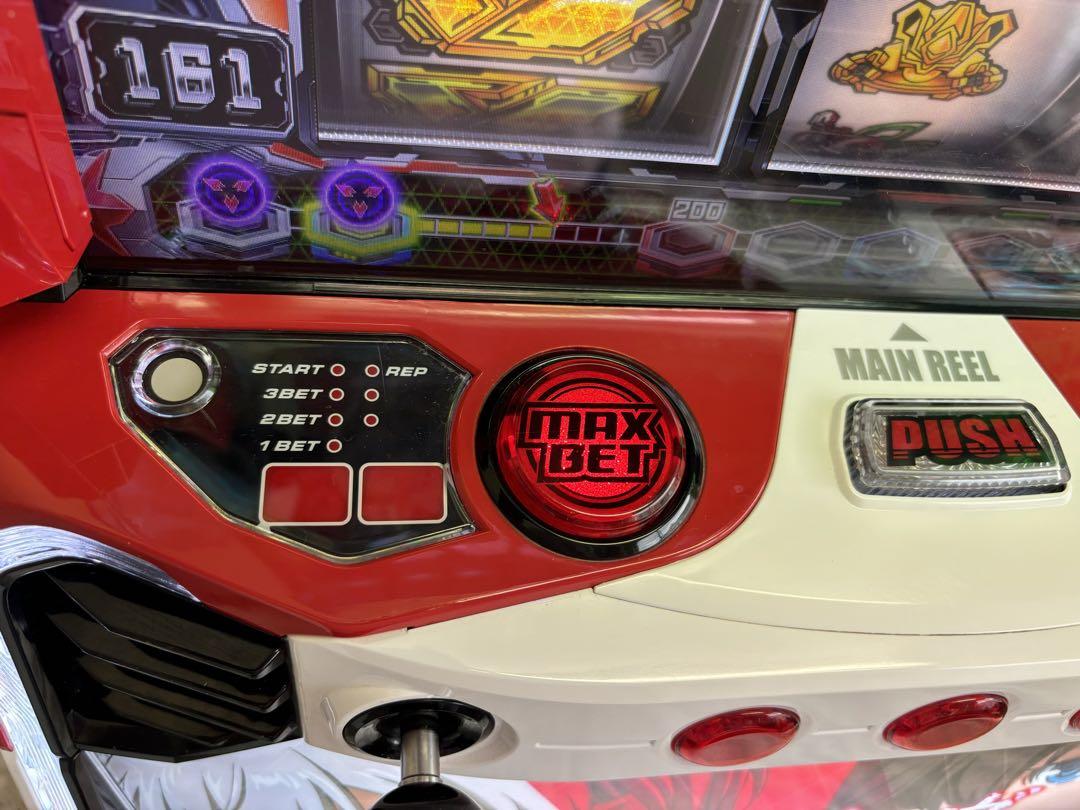 161
200
START
REP
3BET
2BET
1 BET
MAX
BET
MAIN REEL
PUSH